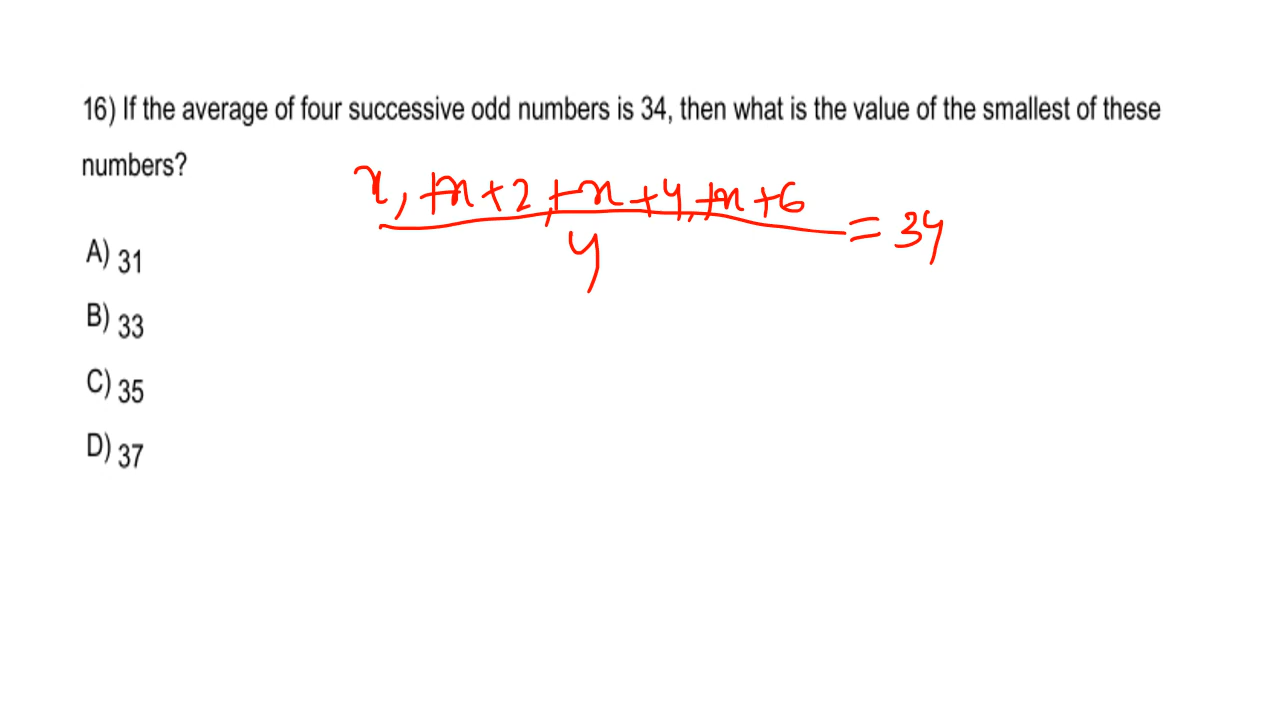 16) If the average of four successive odd numbers is 34, then what is the value of the smallest of these
numbers?
x, +x+2, +x+4, +x+6
= 34
4
A) 31
B) 33
C) 35
D) 37